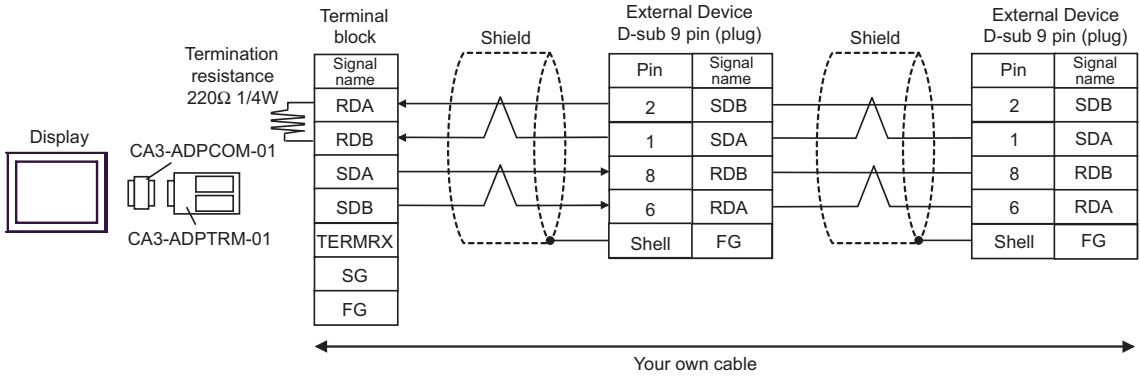 Display
CA3-ADPCOM-01
CA3-ADPTRM-01
Termination
resistance
220Ω 1/4W
Terminal
block
Signal
name
RDA
RDB
SDA
SDB
TERMRX
SG
FG
Shield
External Device
D-sub 9 pin (plug)
Pin Signal
name
2 SDB
1 SDA
8 RDB
6 RDA
Shell FG
Shield
External Device
D-sub 9 pin (plug)
Pin Signal
name
2 SDB
1 SDA
8 RDB
6 RDA
Shell FG
Your own cable